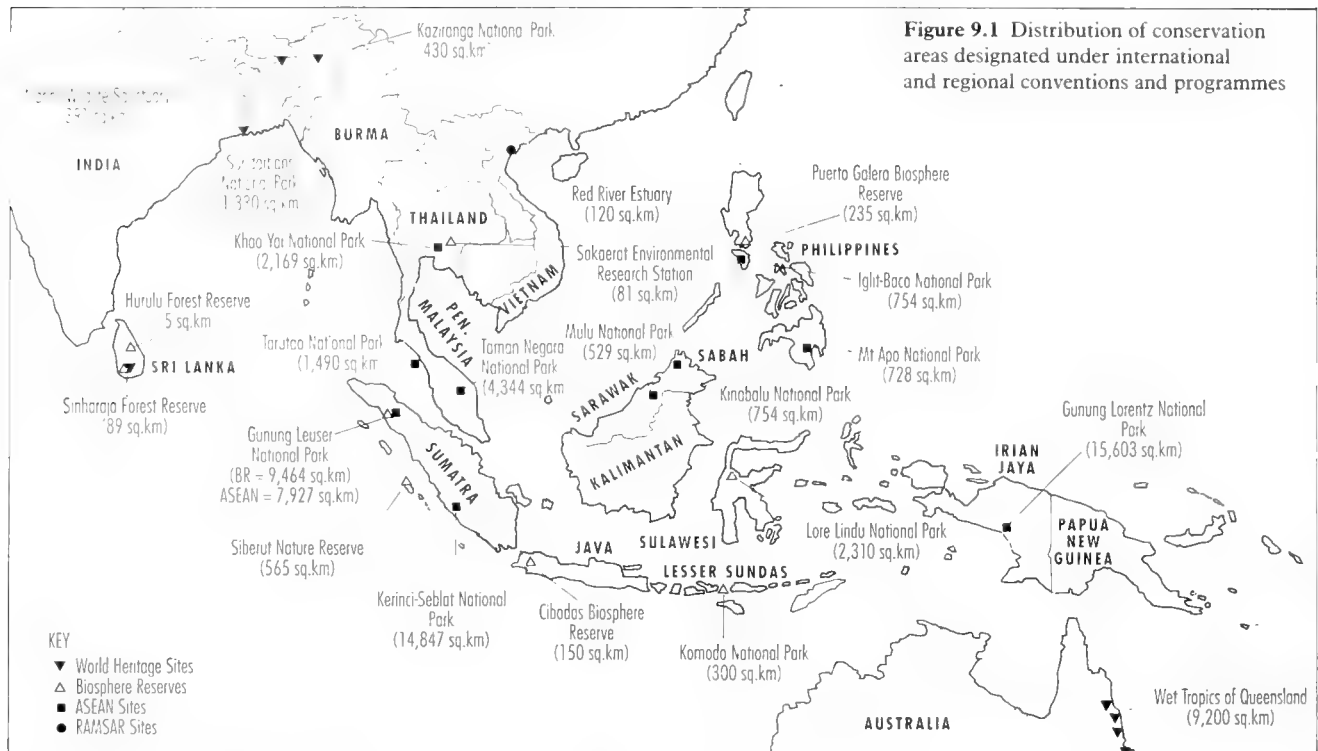 Figure 9.1 Distribution of conservation
areas designated under international
and regional conventions and programmes
Kaziranga National Park
430 sq.km
INDIA
BURMA
National Park
1,330 sq.km
THAILAND
Red River Estuary
(120 sq.km)
Puerto Galera Biosphere
Reserve
(235 sq.km)
PHILIPPINES
Khao Yai National Park
(2,169 sq.km)
Sakaerat Environmental
Research Station
(81 sq.km)
VIETNAM
Iglit-Baco National Park
(754 sq.km)
Hurulu Forest Reserve
5 sq.km
PEN.
MALAYSIA
SRI LANKA
Tarutao National Park
(1,490 sq.km
Taman Negara
National Park
(4,344 sq.km
Mulu National Park
(529 sq.km)
SABAH
Mt Apo National Park
(728 sq.km)
Sinharaja Forest Reserve
89 sq.km)
SARAWAK
Kinabalu National Park
(754 sq.km)
Gunung Lorentz National
Park
(15,603 sq.km)
Gunung Leuser
National Park
(BR = 9,464 sq.km)
ASEAN = 7,927 sq.km)
SUMATRA
KALIMANTAN
IRIAN
JAYA
PAPUA
NEW
GUINEA
Siberut Nature Reserve
(565 sq.km)
JAVA
SULAWESI
Lore Lindu National Park
(2,310 sq.km)
LESSER SUNDAS
Kerinci-Seblat National
Park
(14,847 sq.km)
Cibodas Biosphere
Reserve
(150 sq.km)
Komodo National Park
(300 sq.km)
KEY
World Heritage Sites
Biosphere Reserves
ASEAN Sites
RAMSAR Sites
AUSTRALIA
Wet Tropics of Queensland
(9,200 sq.km)